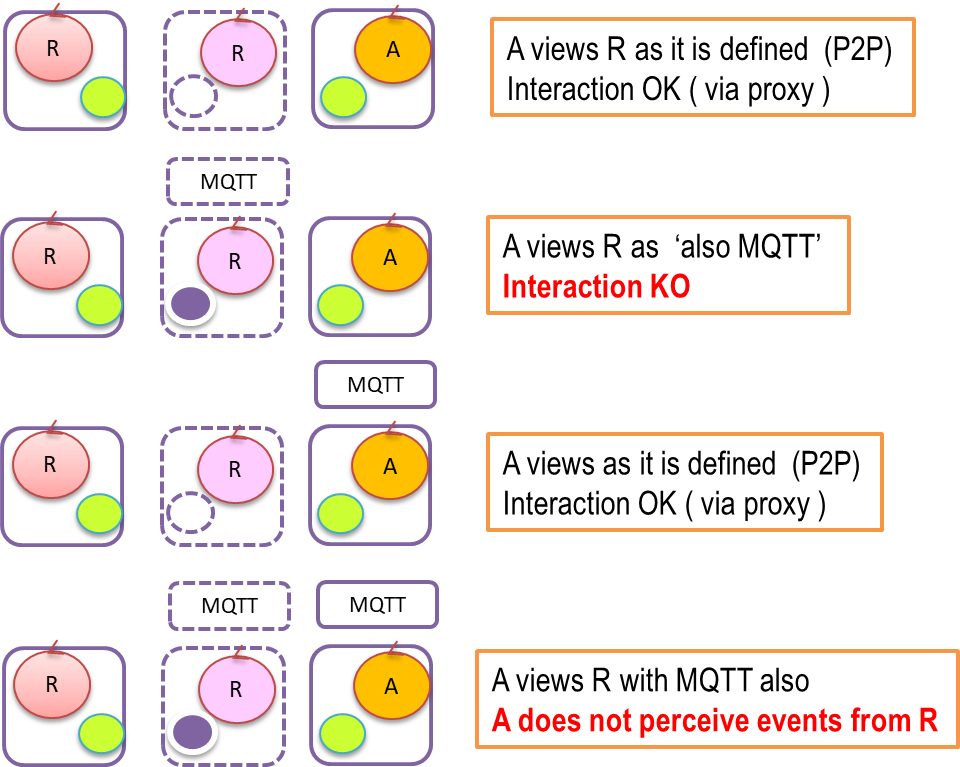 R
R
A
A views R as it is defined (P2P)
Interaction OK ( via proxy )
MQTT
R
R
A
A views R as ‘also MQTT’
Interaction KO
MQTT
R
R
A
A views as it is defined (P2P)
Interaction OK ( via proxy )
MQTT
MQTT
R
R
A
A views R with MQTT also
A does not perceive events from R